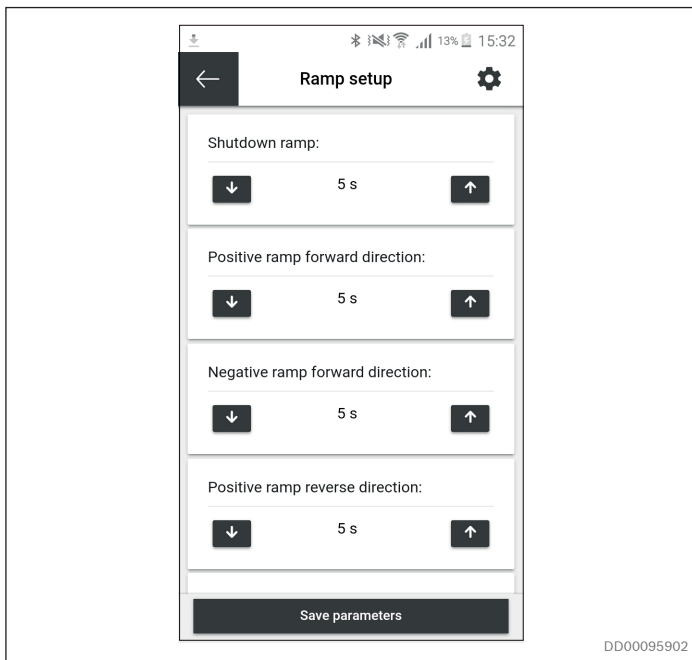 13% 15:32
Ramp setup
Shutdown ramp:
5 s
Positive ramp forward direction:
5 s
Negative ramp forward direction:
5 s
Positive ramp reverse direction:
5 s
Save parameters
DD00095902